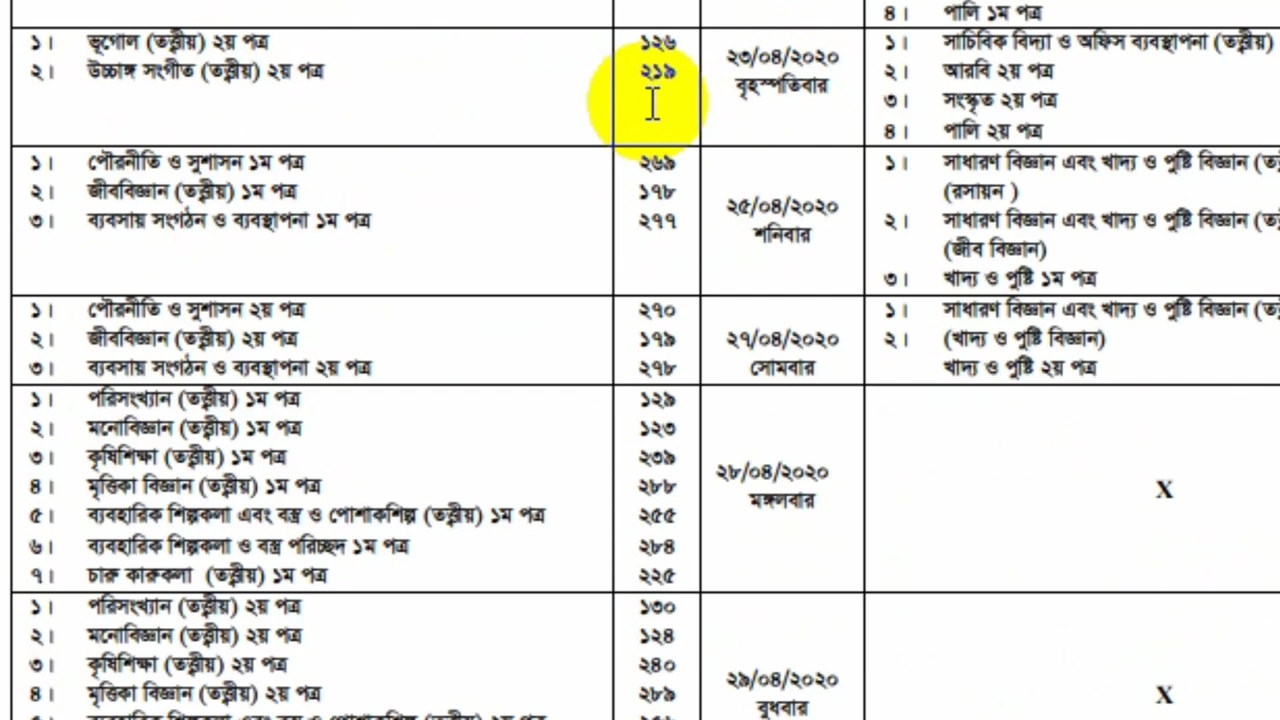 ৪। পালি ১ম পত্র
১। ভূগোল (তত্ত্বীয়) ২য় পত্র ১২৬
২। উচ্চাঙ্গ সংগীত (তত্ত্বীয়) ২য় পত্র ২১৯
২৩/০৪/২০২০
বৃহস্পতিবার
১। সাচিবিক বিদ্যা ও অফিস ব্যবস্থাপনা (তত্ত্বীয়)
২। আরবি ২য় পত্র
৩। সংস্কৃত ২য় পত্র
৪। পালি ২য় পত্র
১। পৌরনীতি ও সুশাসন ১ম পত্র ২৬৯
২। জীববিজ্ঞান (তত্ত্বীয়) ১ম পত্র ১৭৮
৩। ব্যবসায় সংগঠন ও ব্যবস্থাপনা ১ম পত্র ২৭৭
২৫/০৪/২০২০
শনিবার
১। সাধারণ বিজ্ঞান এবং খাদ্য ও পুষ্টি বিজ্ঞান
(রসায়ন )
২। সাধারণ বিজ্ঞান এবং খাদ্য ও পুষ্টি বিজ্ঞান
(জীব বিজ্ঞান)
৩। খাদ্য ও পুষ্টি ১ম পত্র
১। পৌরনীতি ও সুশাসন ২য় পত্র ২৭০
২। জীববিজ্ঞান (তত্ত্বীয়) ২য় পত্র ১৭৯
৩। ব্যবসায় সংগঠন ও ব্যবস্থাপনা ২য় পত্র ২৭৮
২৭/০৪/২০২০
সোমবার
১। সাধারণ বিজ্ঞান এবং খাদ্য ও পুষ্টি বিজ্ঞান
২। (খাদ্য ও পুষ্টি বিজ্ঞান)
খাদ্য ও পুষ্টি ২য় পত্র
১। পরিসংখ্যান (তত্ত্বীয়) ১ম পত্র ১২৯
২। মনোবিজ্ঞান (তত্ত্বীয়) ১ম পত্র ১২৩
৩। কৃষিশিক্ষা (তত্ত্বীয়) ১ম পত্র ২৩৯
৪। মৃত্তিকা বিজ্ঞান (তত্ত্বীয়) ১ম পত্র ২৮৮
৫। ব্যবহারিক শিল্পকলা এবং বস্ত্র ও পোশাকশিল্প (তত্ত্বীয়) ১ম পত্র ২৫৫
৬। ব্যবহারিক শিল্পকলা ও বস্ত্র পরিচ্ছদ ১ম পত্র ২৮৪
৭। চারু কারুকলা (তত্ত্বীয়) ১ম পত্র ২২৫
২৮/০৪/২০২০
মঙ্গলবার
X
১। পরিসংখ্যান (তত্ত্বীয়) ২য় পত্র ১৩০
২। মনোবিজ্ঞান (তত্ত্বীয়) ২য় পত্র ১২৪
৩। কৃষিশিক্ষা (তত্ত্বীয়) ২য় পত্র ২৪০
৪। মৃত্তিকা বিজ্ঞান (তত্ত্বীয়) ২য় পত্র ২৮৯
২৯/০৪/২০২০
বুধবার
X